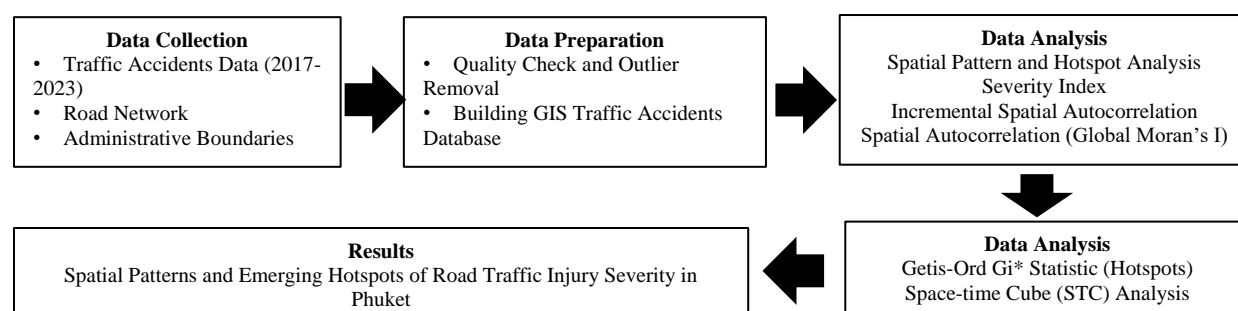 Data Collection
• Traffic Accidents Data (2017-
2023)
• Road Network
• Administrative Boundaries
Data Preparation
• Quality Check and Outlier
Removal
• Building GIS Traffic Accidents
Database
Data Analysis
Spatial Pattern and Hotspot Analysis
Severity Index
Incremental Spatial Autocorrelation
Spatial Autocorrelation (Global Moran’s I)
Data Analysis
Getis-Ord Gi* Statistic (Hotspots)
Space-time Cube (STC) Analysis
Results
Spatial Patterns and Emerging Hotspots of Road Traffic Injury Severity in
Phuket